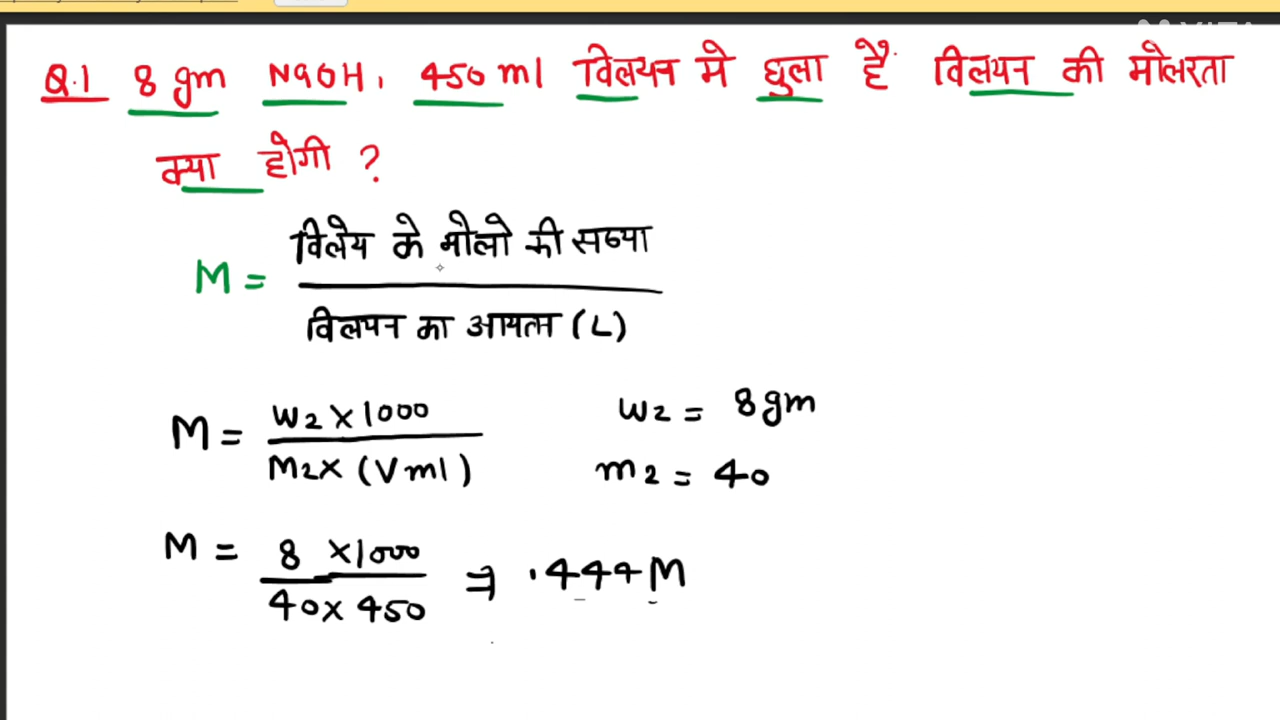 Q.1 8 gm NaOH, 450 ml विलयन मे घुला है विलयन की मोलरता
क्या होगी ?
M = विलेय के मोलो की सख्या
विलयन का आयतन (L)
M = W2 × 1000
M2 × (V ml)
W2 = 8 gm
m2 = 40
M = 8 × 1000
40 × 450
⇒ .444 M